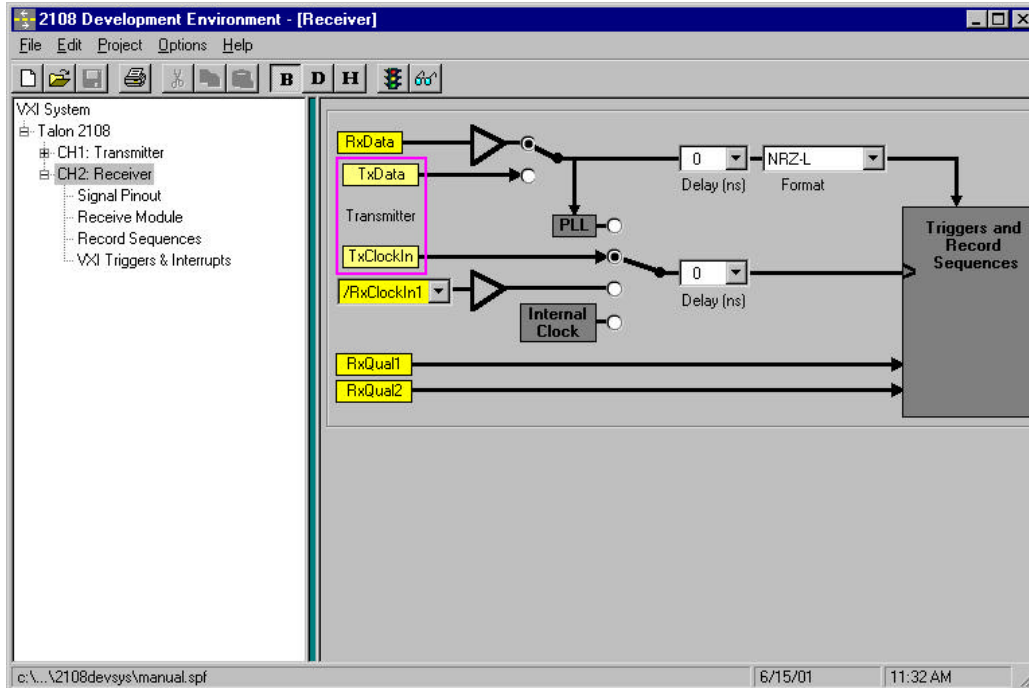 2108 Development Environment - [Receiver]
File Edit Project Options Help
B D H
VXI System
Talon 2108
CH1: Transmitter
CH2: Receiver
Signal Pinout
Receive Module
Record Sequences
VXI Triggers & Interrupts
RxData
TxData
Transmitter
TxClockIn
/RxClockIn1
PLL
Internal
Clock
0
Delay (ns)
NRZ-L
Format
0
Delay (ns)
Triggers and
Record
Sequences
RxQual1
RxQual2
c:\...\2108devsys\manual.spf
6/15/01
11:32 AM